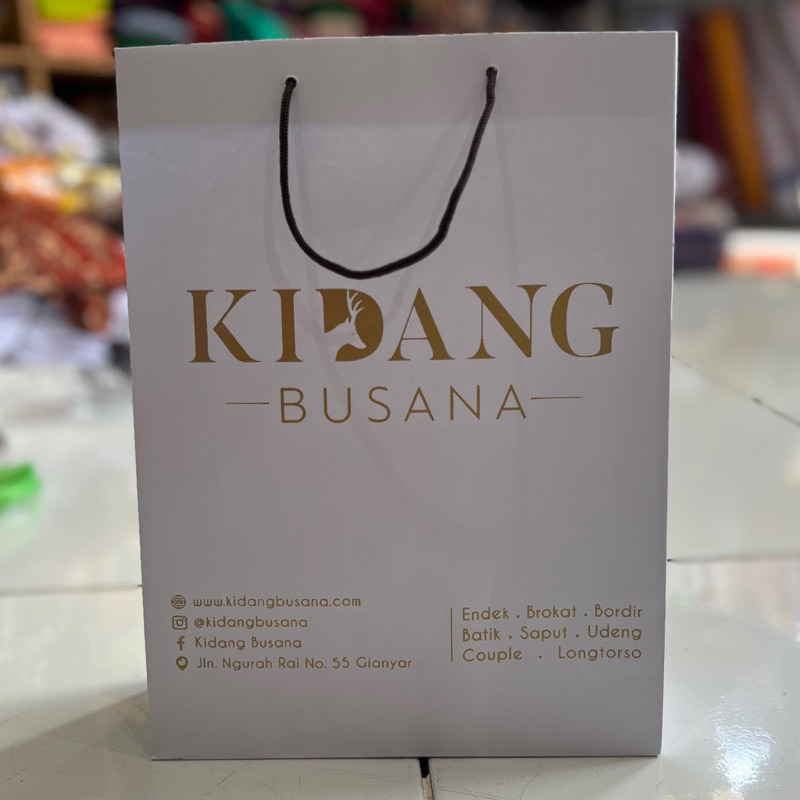 KIDANG
BUSANA
www.kidangbusana.com
@kidangbusana
Kidang Busana
Jln. Ngurah Rai No. 55 Gianyar
Endek . Brokat . Bordir
Batik . Saput . Udeng
Couple . Longtorso